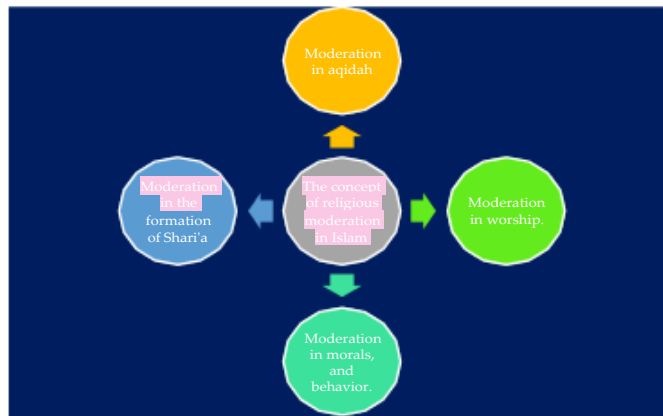 Moderation
in aqidah
Moderation
in the
formation
of Shari'a
The concept
of religious
moderation
in Islam
Moderation
in worship.
Moderation
in morals,
and
behavior.